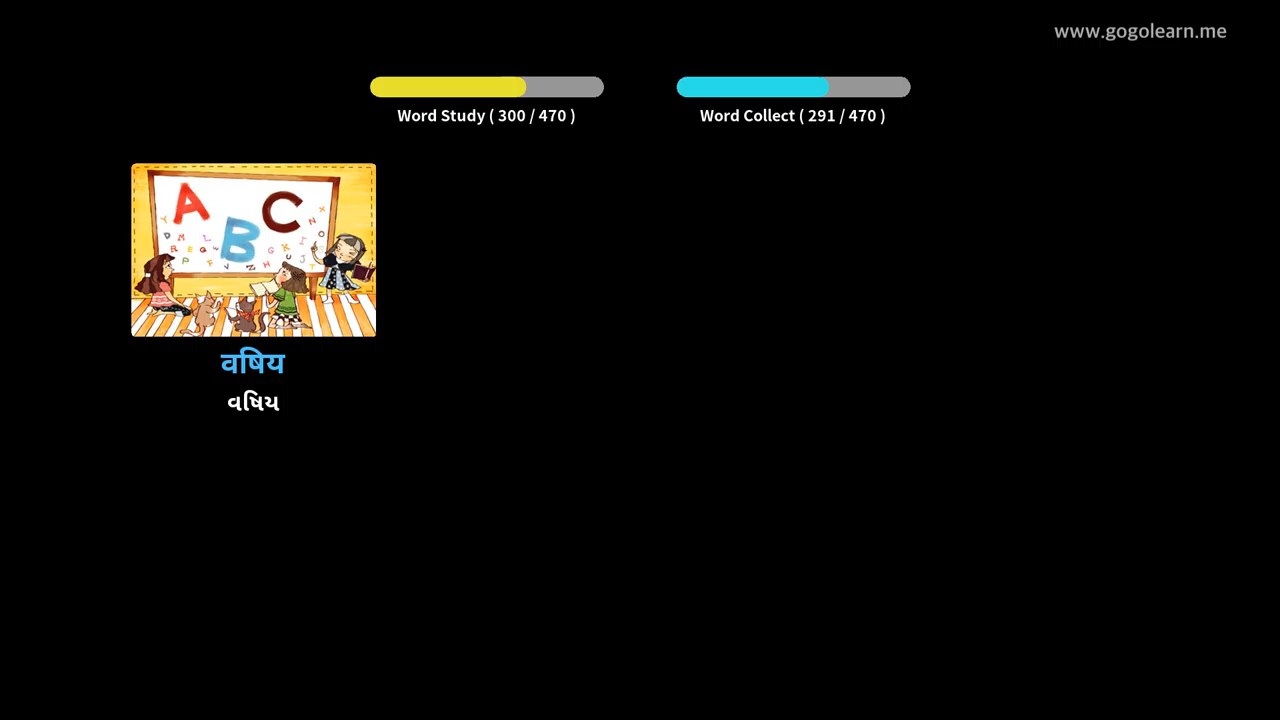 www.gogolearn.me
Word Study ( 300 / 470 )
Word Collect ( 291 / 470 )
A B C
वषिय
વષિય